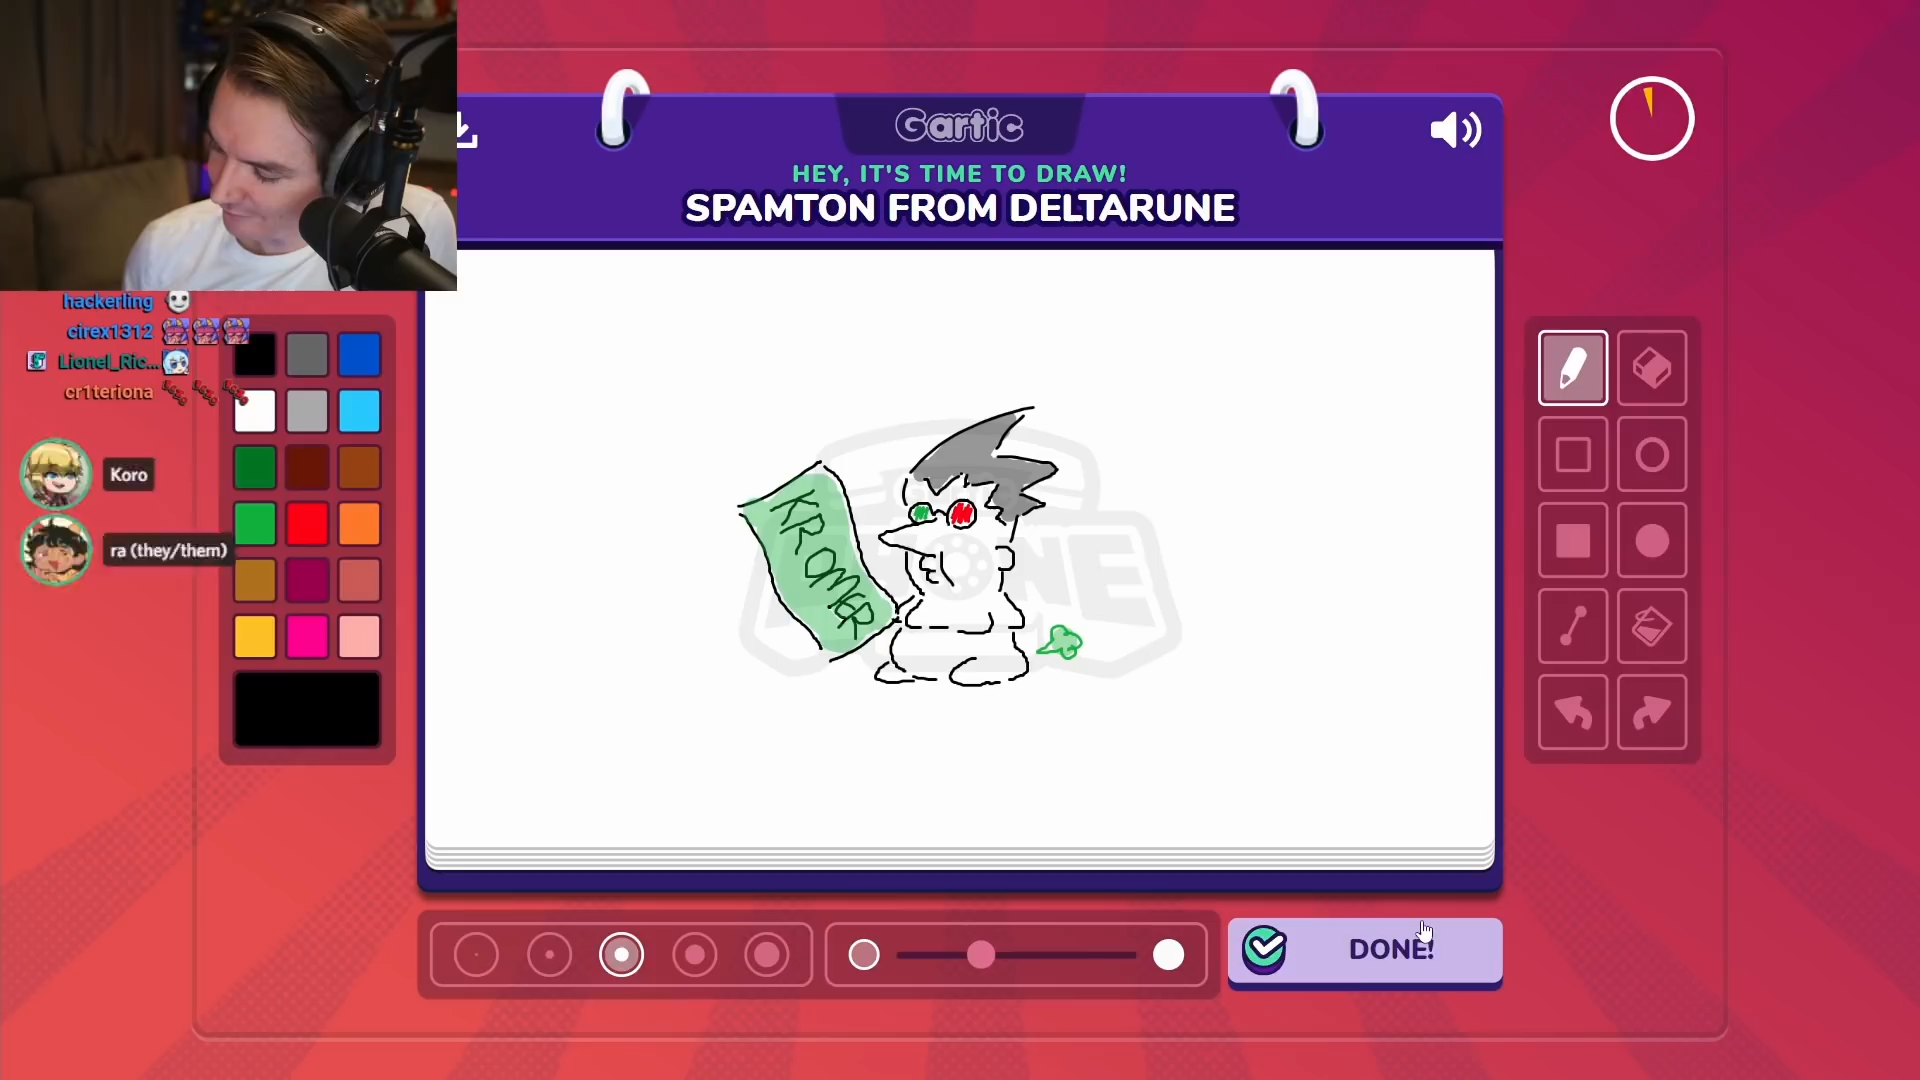 Gartic
HEY, IT'S TIME TO DRAW!
SPAMTON FROM DELTARUNE
hackerling
cirex1312
Lionel_Ric...
cr1teriona
Koro
ra (they/them)
KROMER
DONE!